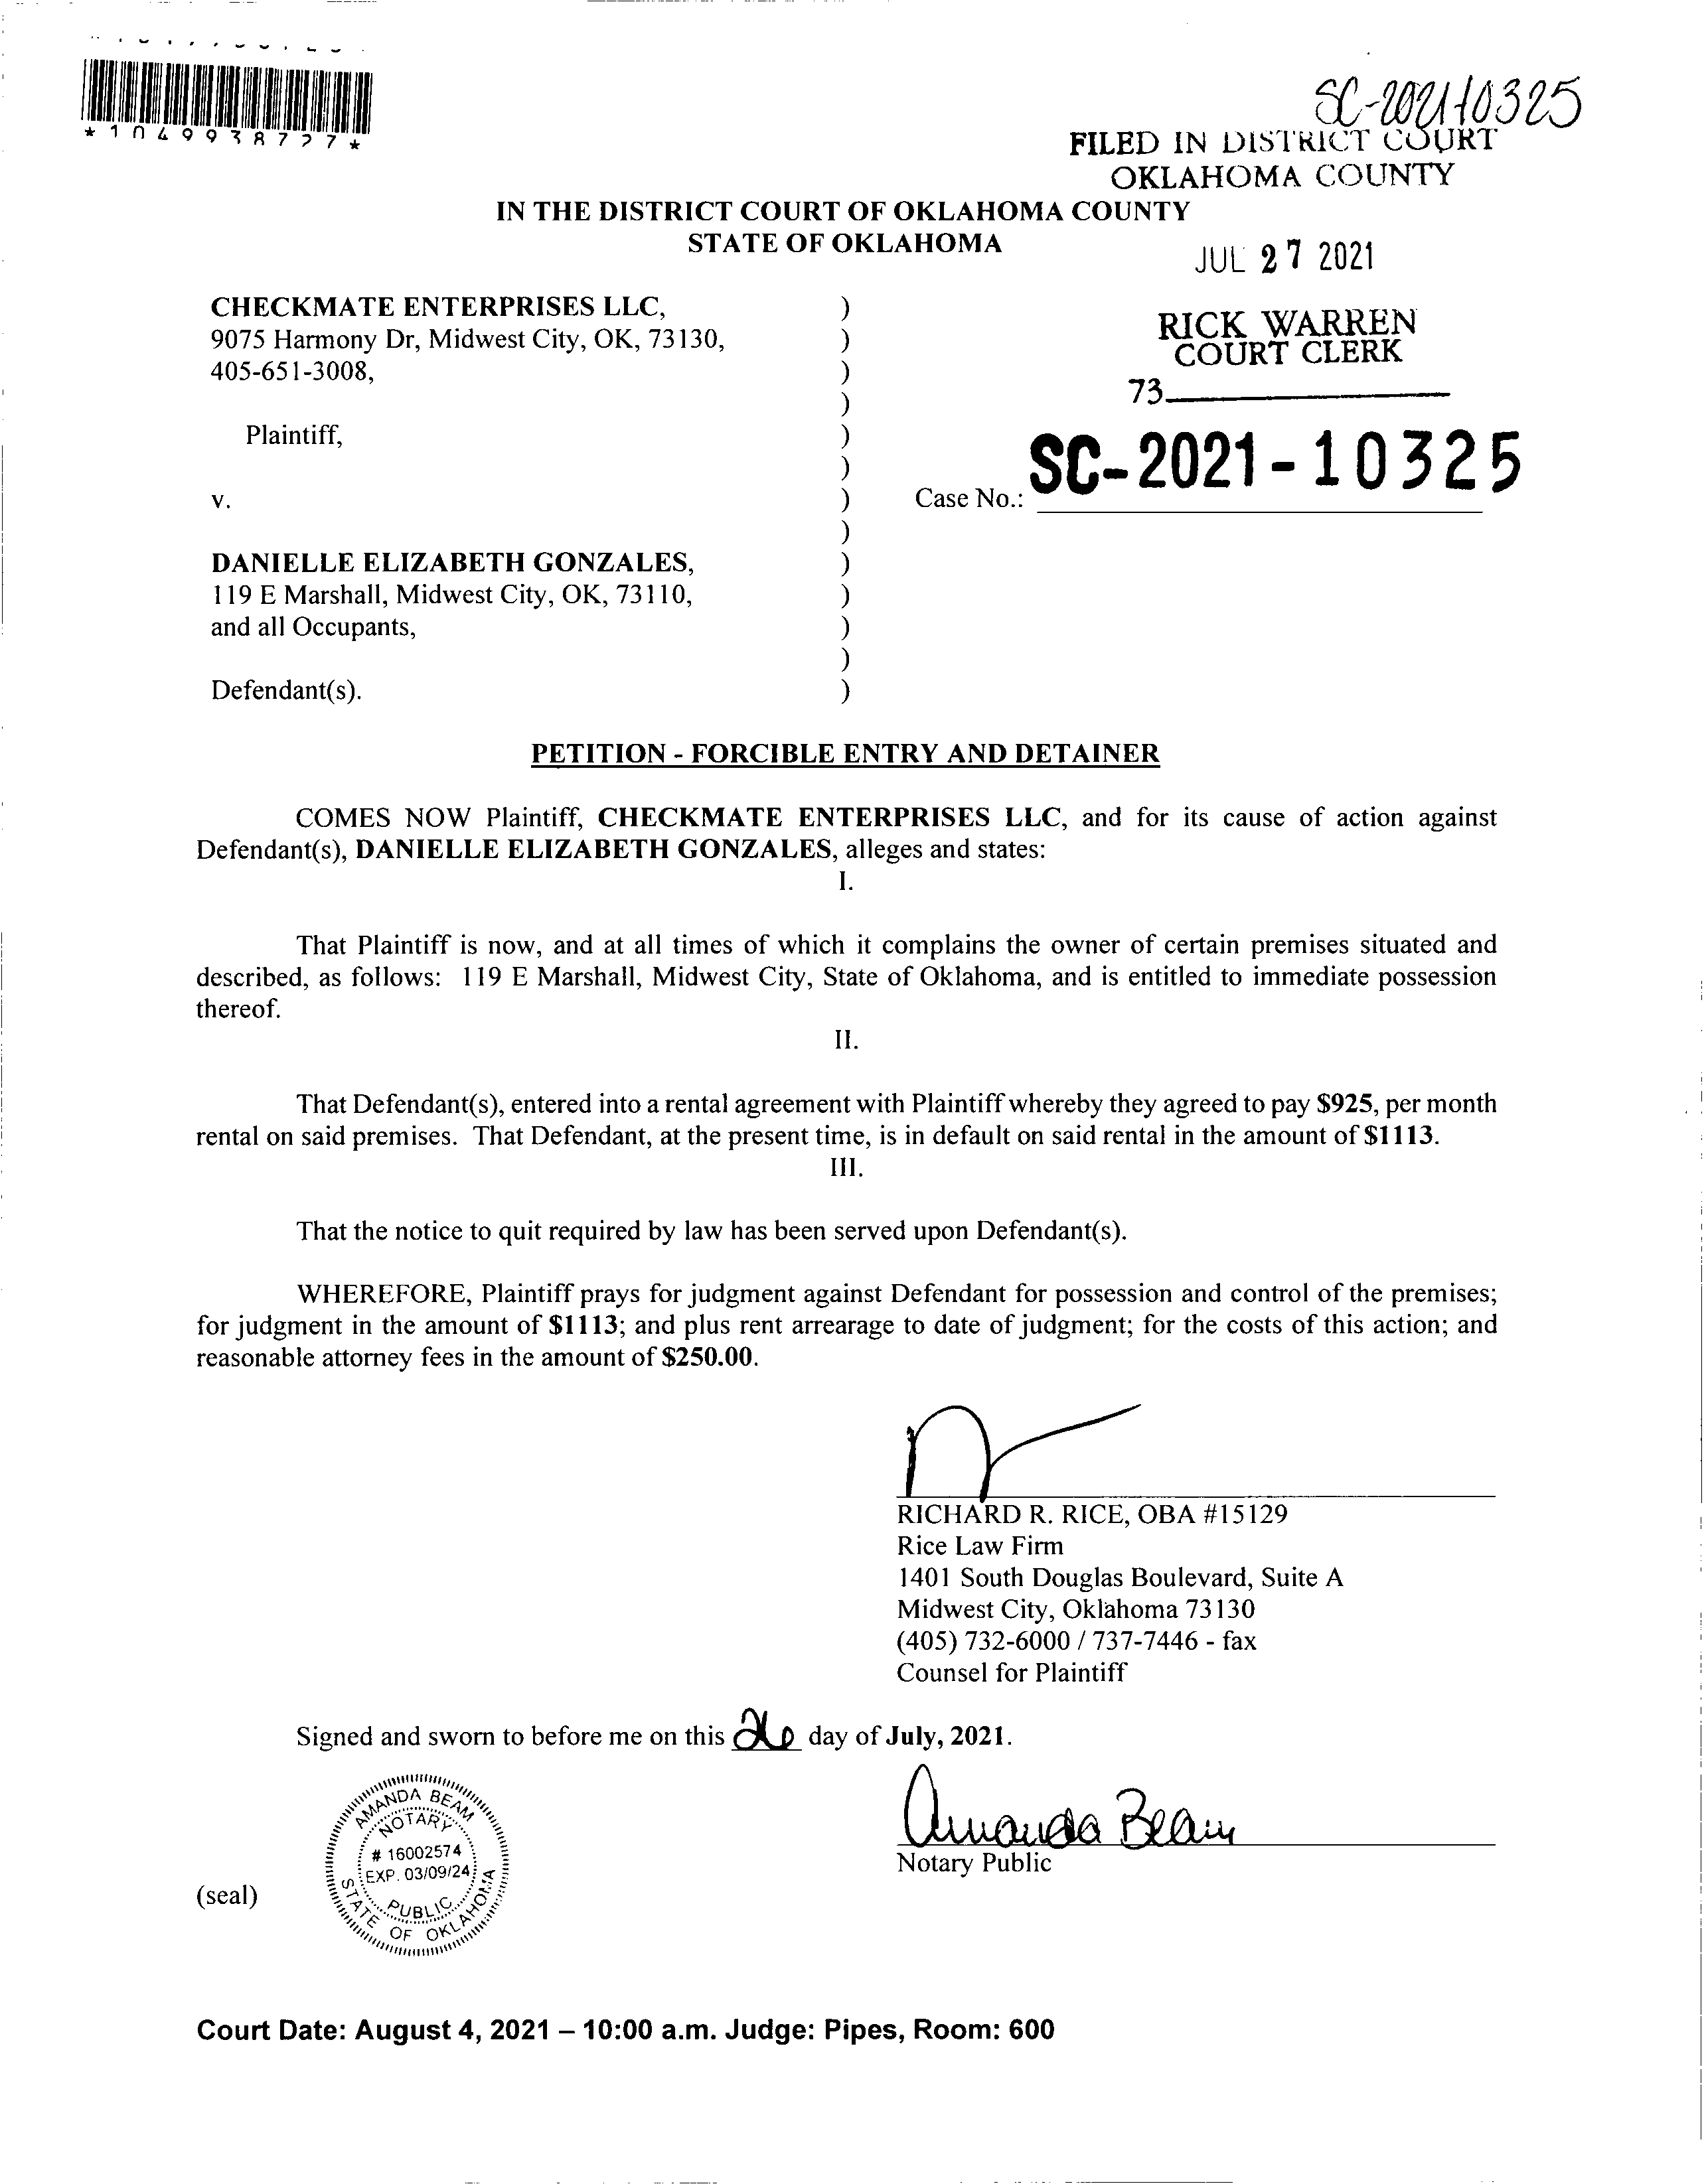 SC-2021-10325
FILED IN DISTRICT COURT
OKLAHOMA COUNTY
IN THE DISTRICT COURT OF OKLAHOMA COUNTY
STATE OF OKLAHOMA
JUL 27 2021
CHECKMATE ENTERPRISES LLC, )
9075 Harmony Dr, Midwest City, OK, 73130, )
405-651-3008, )
)
Plaintiff, )
)
v. )
)
DANIELLE ELIZABETH GONZALES, )
119 E Marshall, Midwest City, OK, 73110, )
and all Occupants, )
)
Defendant(s). )
RICK WARREN
COURT CLERK
73
Case No.: SC-2021-10325
PETITION - FORCIBLE ENTRY AND DETAINER
COMES NOW Plaintiff, CHECKMATE ENTERPRISES LLC, and for its cause of action against
Defendant(s), DANIELLE ELIZABETH GONZALES, alleges and states:
I.
That Plaintiff is now, and at all times of which it complains the owner of certain premises situated and
described, as follows: 119 E Marshall, Midwest City, State of Oklahoma, and is entitled to immediate possession
thereof.
II.
That Defendant(s), entered into a rental agreement with Plaintiff whereby they agreed to pay $925, per month
rental on said premises. That Defendant, at the present time, is in default on said rental in the amount of $1113.
III.
That the notice to quit required by law has been served upon Defendant(s).
WHEREFORE, Plaintiff prays for judgment against Defendant for possession and control of the premises;
for judgment in the amount of $1113; and plus rent arrearage to date of judgment; for the costs of this action; and
reasonable attorney fees in the amount of $250.00.
RICHARD R. RICE, OBA #15129
Rice Law Firm
1401 South Douglas Boulevard, Suite A
Midwest City, Oklahoma 73130
(405) 732-6000 / 737-7446 - fax
Counsel for Plaintiff
Signed and sworn to before me on this 26 day of July, 2021.
Amanda Beam
Notary Public
(seal)
AMANDA BEAM
NOTARY
# 16002574
EXP. 03/09/24
PUBLIC
STATE OF OKLAHOMA
Court Date: August 4, 2021 – 10:00 a.m. Judge: Pipes, Room: 600